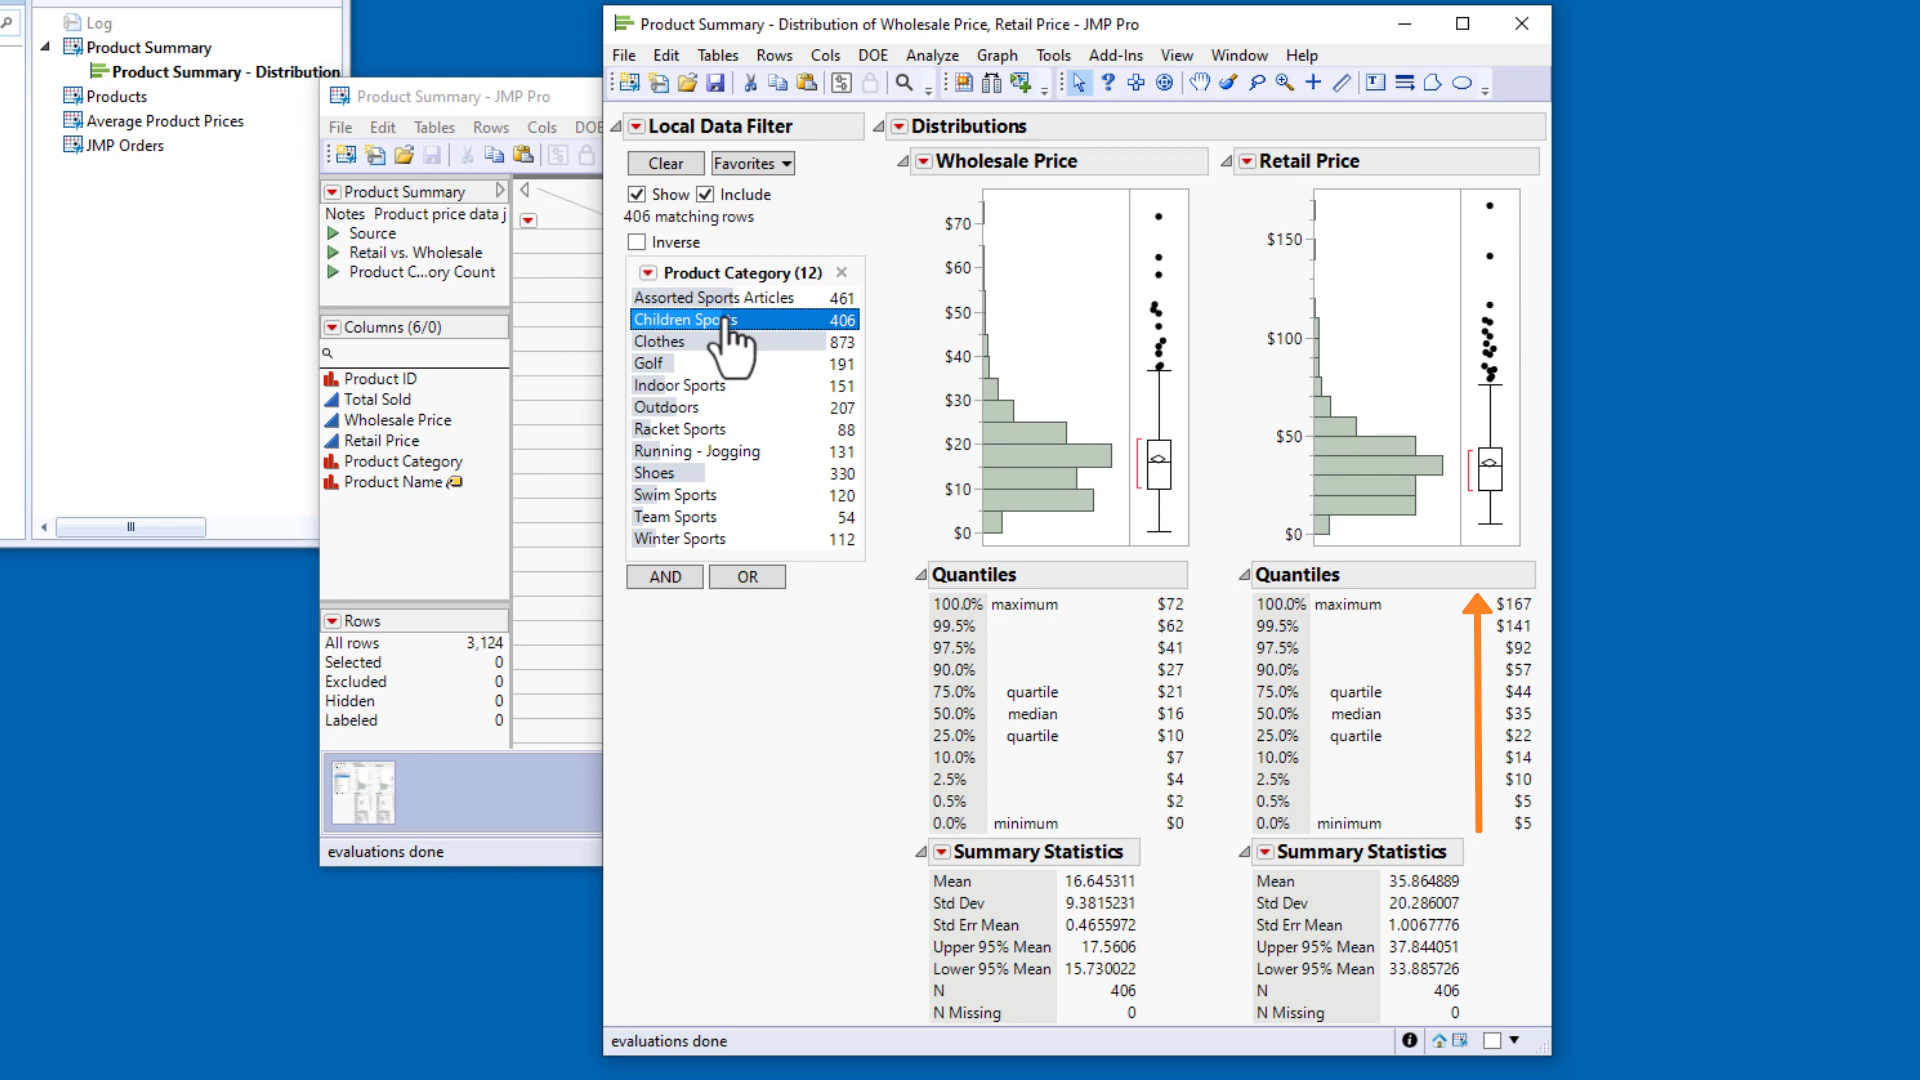 Log
Product Summary
Product Summary - Distribution
Products
Average Product Prices
JMP Orders
Product Summary - JMP Pro
File Edit Tables Rows Cols DOE
Product Summary
Notes Product price data j
Source
Retail vs. Wholesale
Product C...ory Count
Columns (6/0)
Product ID
Total Sold
Wholesale Price
Retail Price
Product Category
Product Name
Rows
All rows 3,124
Selected 0
Excluded 0
Hidden 0
Labeled 0
evaluations done
Product Summary - Distribution of Wholesale Price, Retail Price - JMP Pro
File Edit Tables Rows Cols DOE Analyze Graph Tools Add-Ins View Window Help
Local Data Filter
Clear Favorites
Show Include
406 matching rows
Inverse
Product Category (12)
Assorted Sports Articles 461
Children Sports 406
Clothes 873
Golf 191
Indoor Sports 151
Outdoors 207
Racket Sports 88
Running - Jogging 131
Shoes 330
Swim Sports 120
Team Sports 54
Winter Sports 112
AND OR
Distributions
Wholesale Price
$70
$60
$50
$40
$30
$20
$10
$0
Quantiles
100.0% maximum $72
99.5% $62
97.5% $41
90.0% $27
75.0% quartile $21
50.0% median $16
25.0% quartile $10
10.0% $7
2.5% $4
0.5% $2
0.0% minimum $0
Summary Statistics
Mean 16.645311
Std Dev 9.3815231
Std Err Mean 0.4655972
Upper 95% Mean 17.5606
Lower 95% Mean 15.730022
N 406
N Missing 0
Retail Price
$150
$100
$50
$0
Quantiles
100.0% maximum $167
99.5% $141
97.5% $92
90.0% $57
75.0% quartile $44
50.0% median $35
25.0% quartile $22
10.0% $14
2.5% $10
0.5% $5
0.0% minimum $5
Summary Statistics
Mean 35.864889
Std Dev 20.286007
Std Err Mean 1.0067776
Upper 95% Mean 37.844051
Lower 95% Mean 33.885726
N 406
N Missing 0
evaluations done